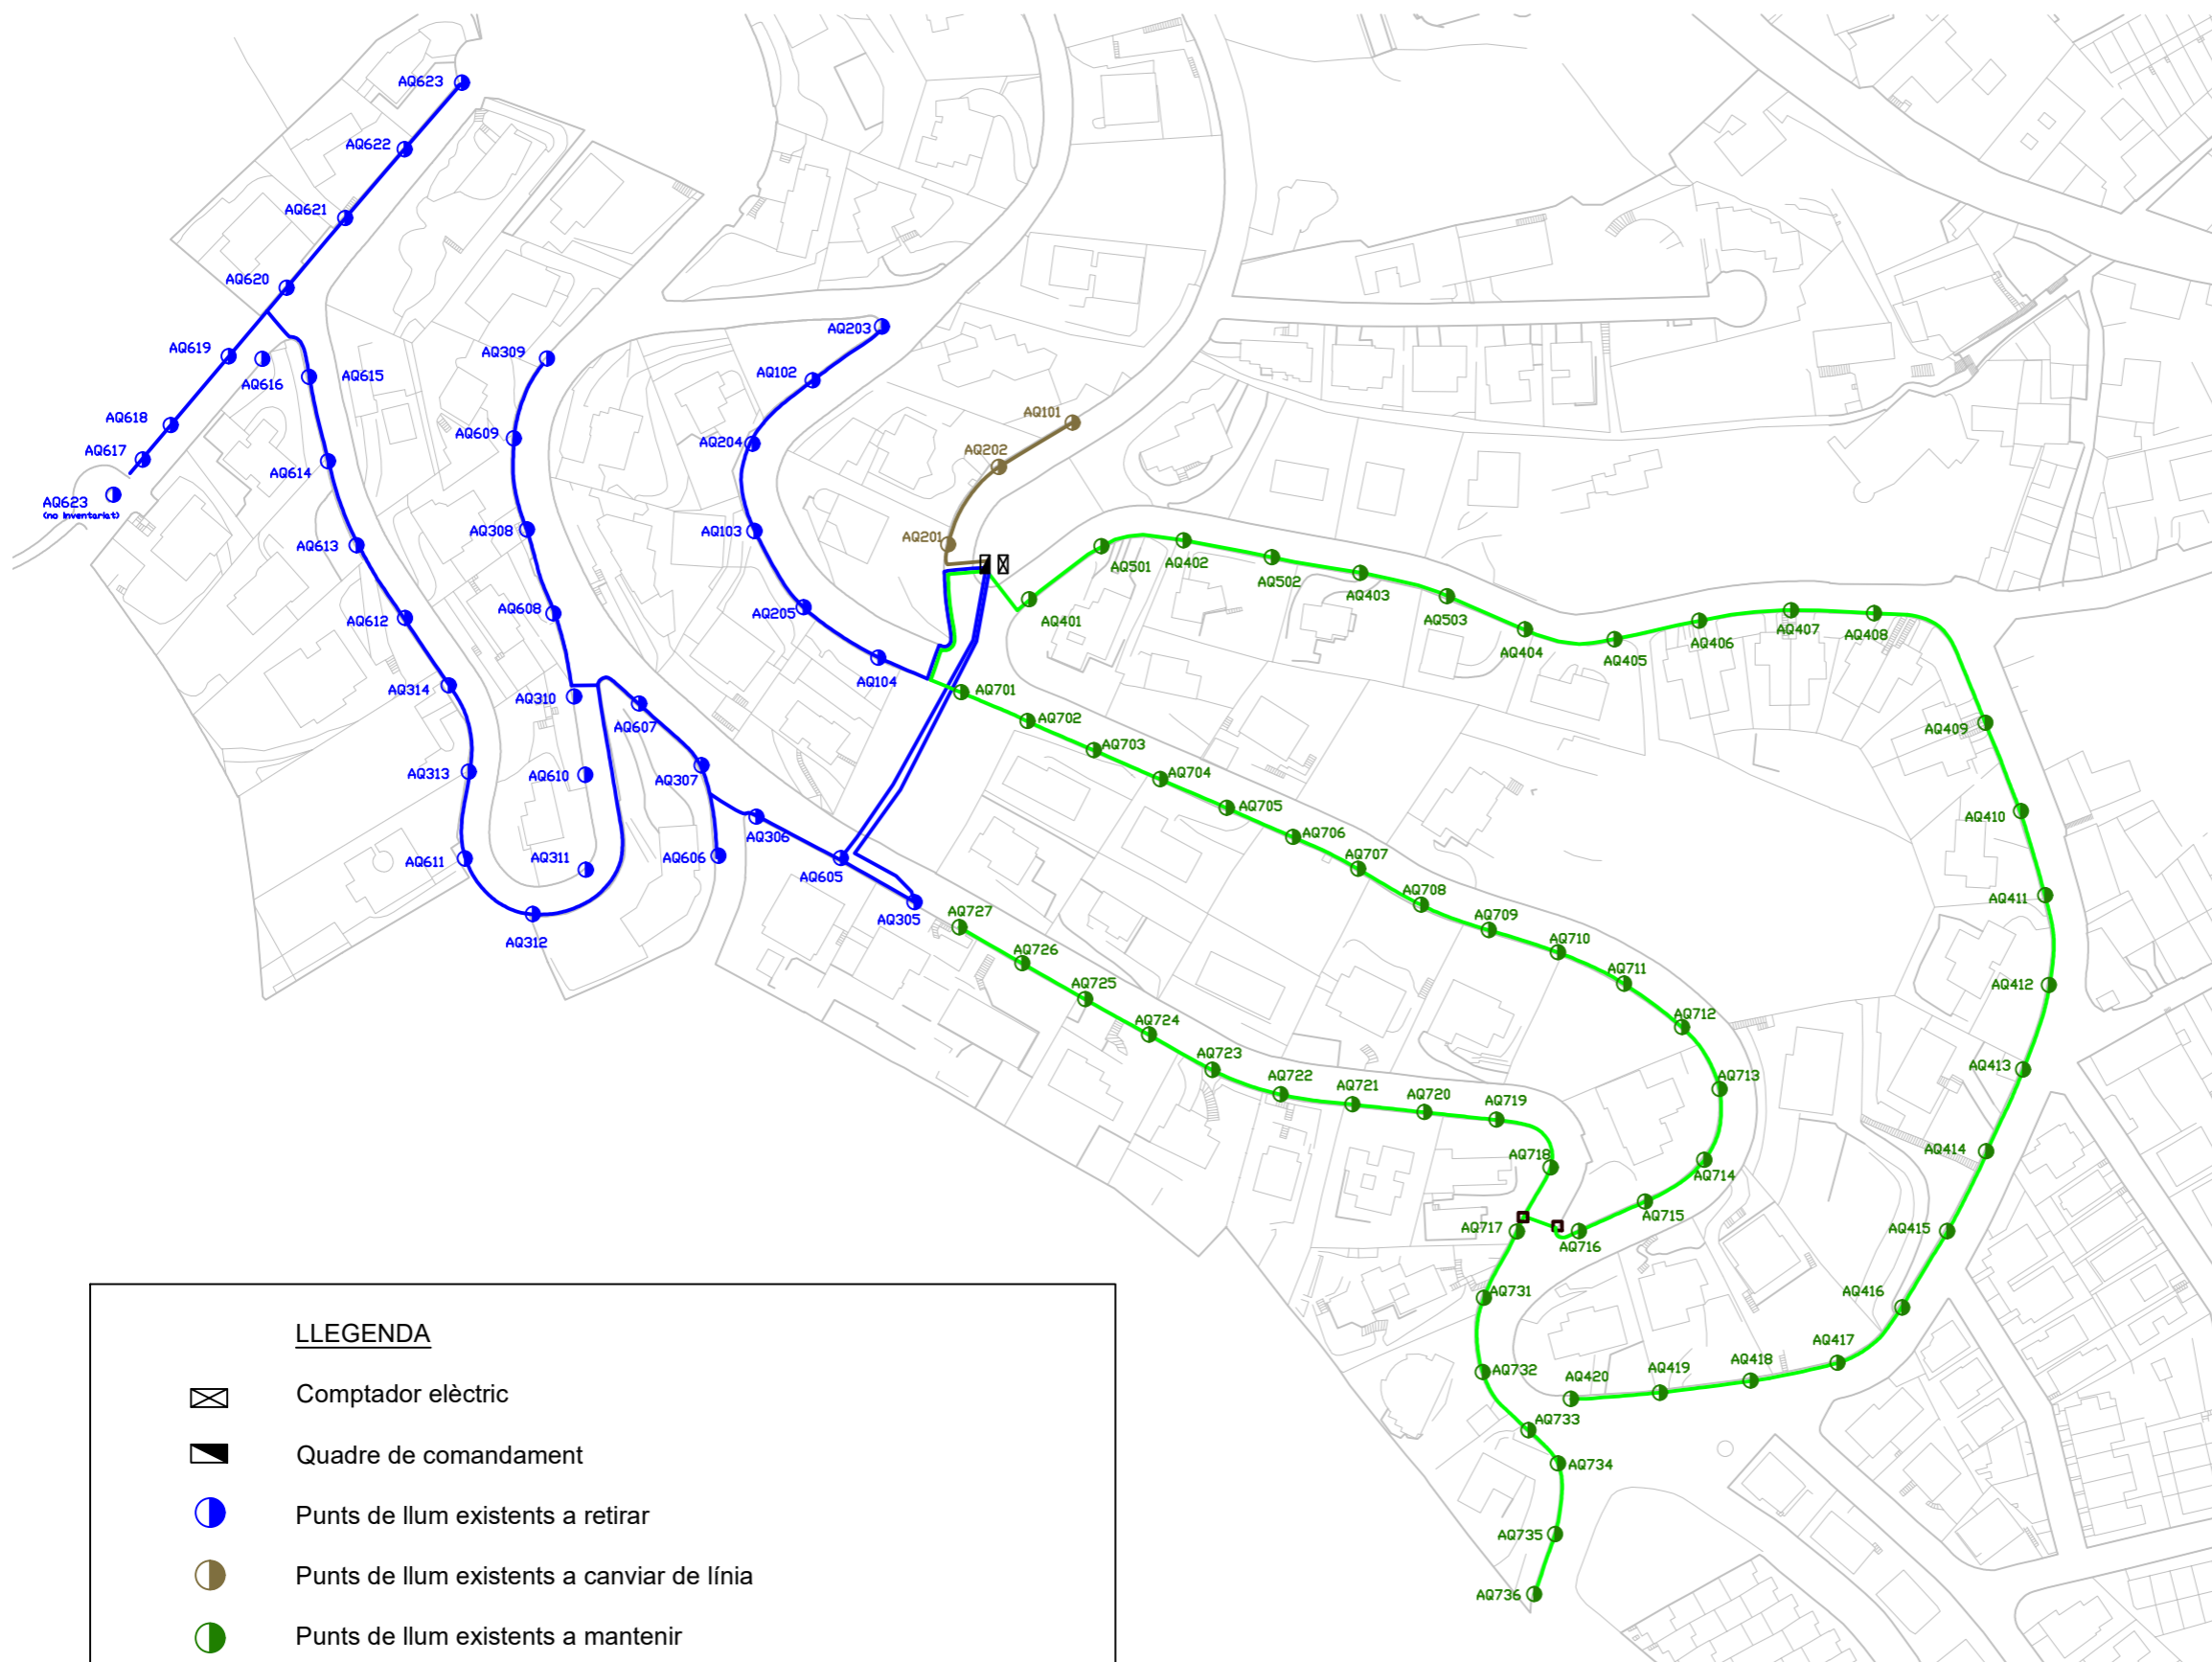 AQ623
AQ622
AQ621
AQ620
AQ619
AQ616
AQ615
AQ618
AQ617
AQ614
AQ623
(no inventariat)
AQ613
AQ612
AQ314
AQ313
AQ611
AQ312
AQ311
AQ610
AQ310
AQ309
AQ609
AQ308
AQ608
AQ607
AQ307
AQ306
AQ606
AQ605
AQ305
AQ203
AQ102
AQ204
AQ103
AQ205
AQ104
AQ101
AQ202
AQ201
AQ401
AQ501
AQ402
AQ502
AQ403
AQ503
AQ404
AQ405
AQ406
AQ407
AQ408
AQ409
AQ410
AQ411
AQ412
AQ413
AQ414
AQ415
AQ416
AQ417
AQ418
AQ419
AQ420
AQ701
AQ702
AQ703
AQ704
AQ705
AQ706
AQ707
AQ708
AQ709
AQ710
AQ711
AQ712
AQ713
AQ714
AQ715
AQ716
AQ717
AQ718
AQ719
AQ720
AQ721
AQ722
AQ723
AQ724
AQ725
AQ726
AQ727
AQ731
AQ732
AQ733
AQ734
AQ735
AQ736
LLEGENDA
Comptador elèctric
Quadre de comandament
Punts de llum existents a retirar
Punts de llum existents a canviar de línia
Punts de llum existents a mantenir